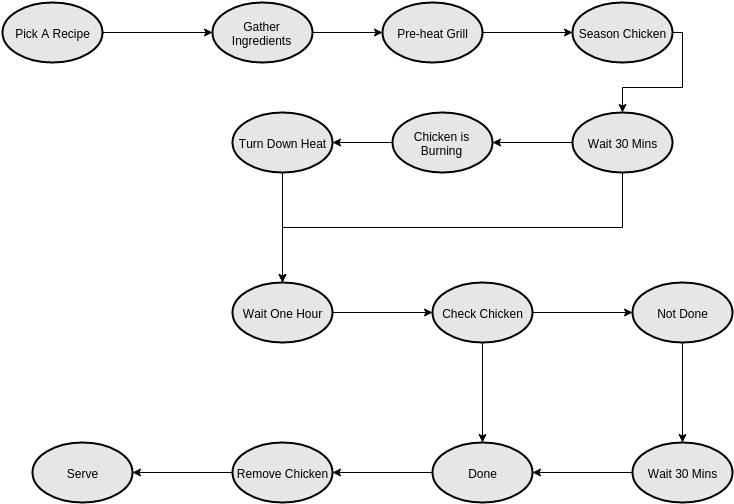 Pick A Recipe
Gather
Ingredients
Pre-heat Grill
Season Chicken
Turn Down Heat
Chicken is
Burning
Wait 30 Mins
Wait One Hour
Check Chicken
Not Done
Serve
Remove Chicken
Done
Wait 30 Mins